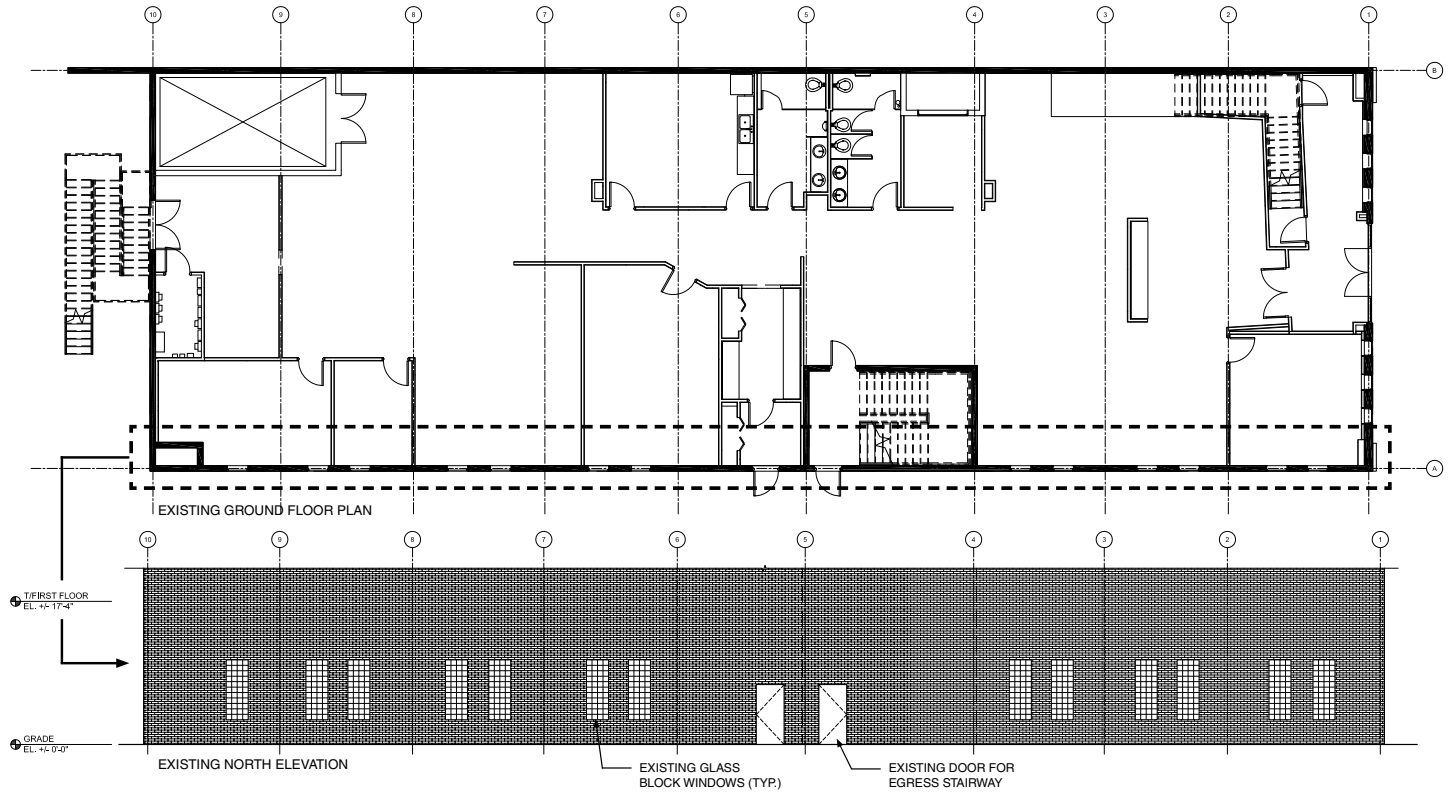 10 9 8 7 6 5 4 3 2 1
B
A
EXISTING GROUND FLOOR PLAN
10 9 8 7 6 5 4 3 2 1
T/FIRST FLOOR
EL. +/- 17'-4"
GRADE
EL. +/- 0'-0"
EXISTING NORTH ELEVATION
EXISTING GLASS
BLOCK WINDOWS (TYP.)
EXISTING DOOR FOR
EGRESS STAIRWAY